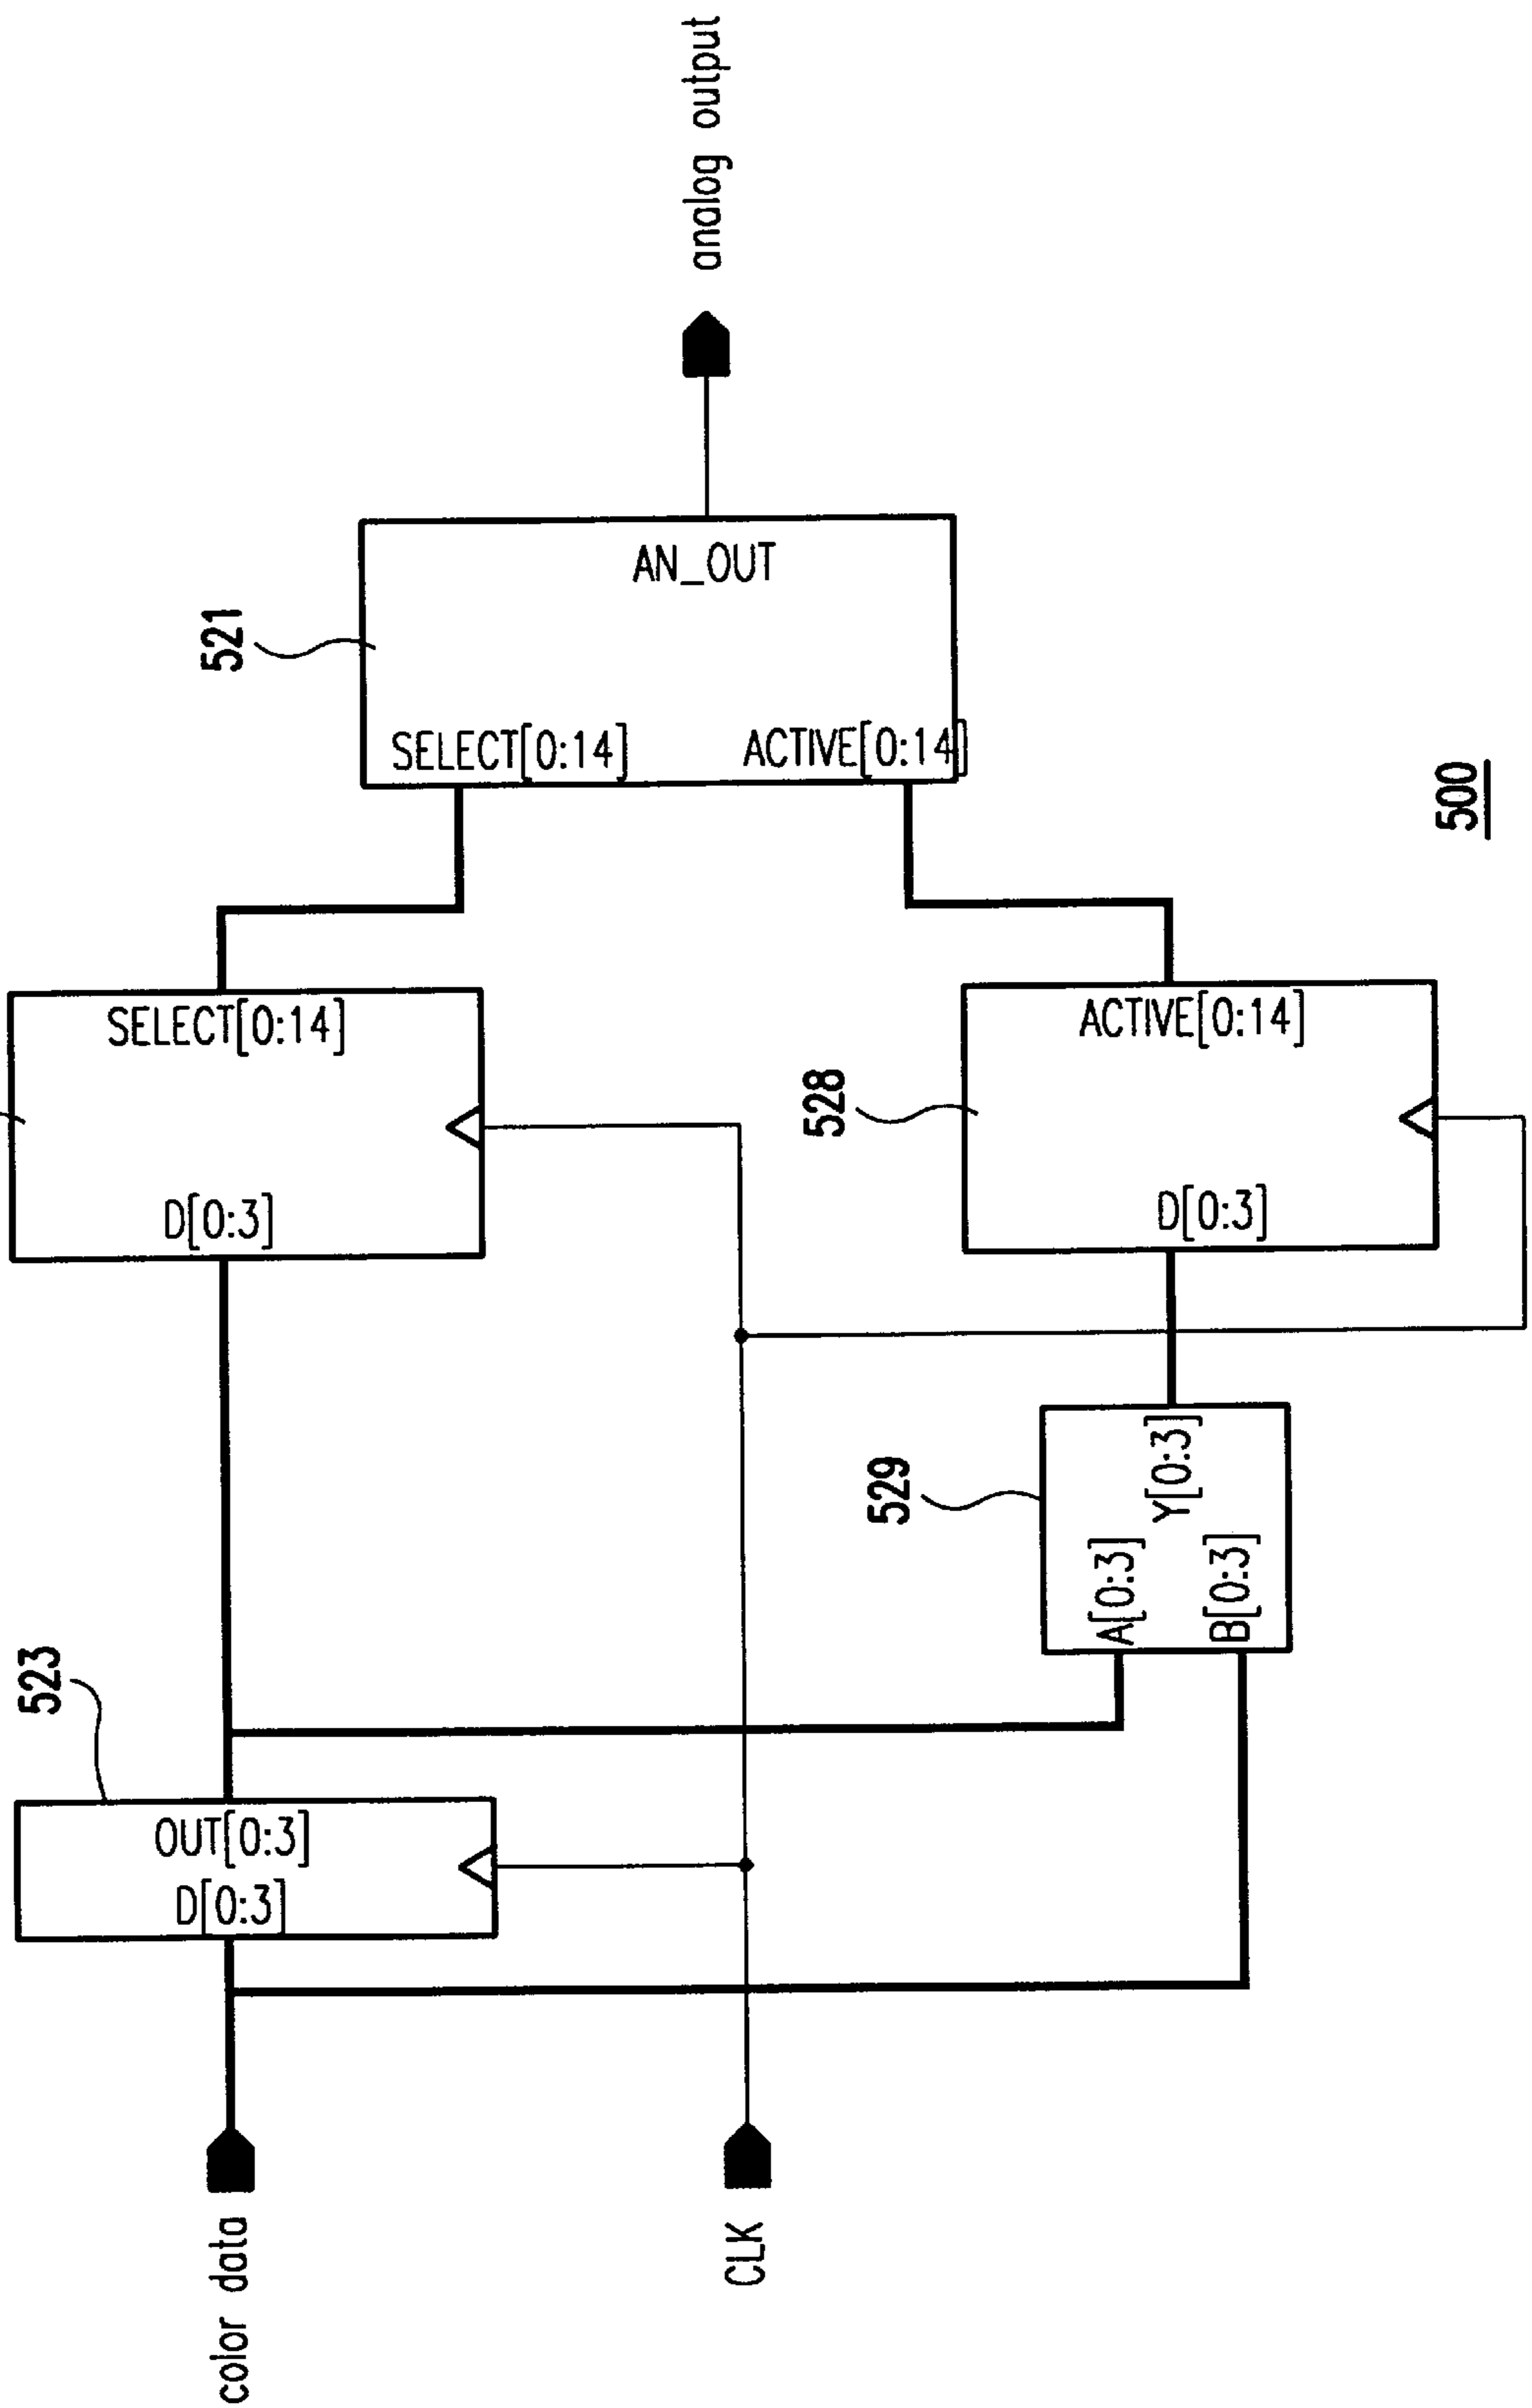 523
OUT[0:3]
D[0:3]
SELECT[0:14]
D[0:3]
521
AN_OUT
SELECT[0:14]
ACTIVE[0:14]
analog output
color data
CLK
529
A[0:3]
Y[0:3]
B[0:3]
528
ACTIVE[0:14]
D[0:3]
500